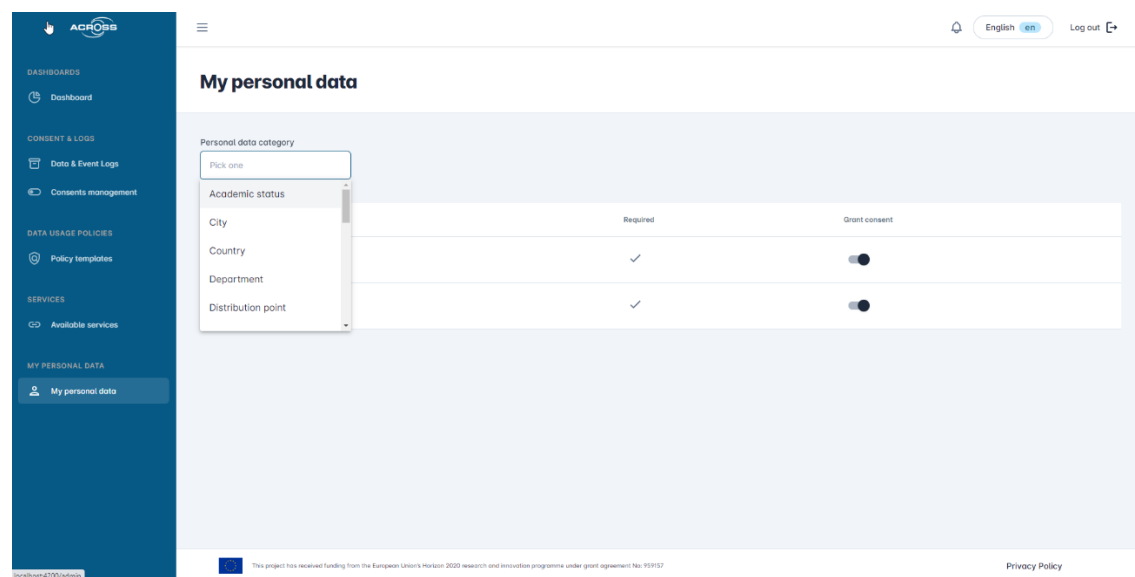 ACROSS
English en
Log out
DASHBOARDS
Dashboard
My personal data
CONSENT & LOGS
Data & Event Logs
Consents management
DATA USAGE POLICIES
Policy templates
SERVICES
Available services
MY PERSONAL DATA
My personal data
Personal data category
Pick one
Academic status
City
Country
Department
Distribution point
Required
Grant consent
This project has received funding from the European Union's Horizon 2020 research and innovation programme under grant agreement No: 959157
Privacy Policy
localhost:4200/admin